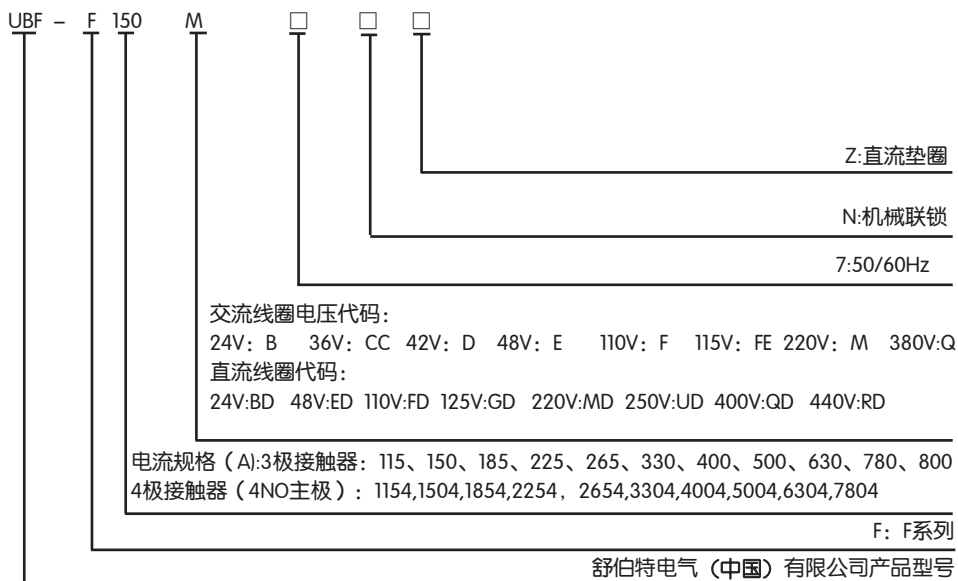 UBF – F 150 M □ □ □
Z:直流垫圈
N:机械联锁
7:50/60Hz
交流线圈电压代码：
24V：B 36V：CC 42V：D 48V：E 110V：F 115V：FE 220V：M 380V:Q
直流线圈代码：
24V:BD 48V:ED 110V:FD 125V:GD 220V:MD 250V:UD 400V:QD 440V:RD
电流规格（A):3极接触器：115、150、185、225、265、330、400、500、630、780、800
4极接触器（4NO主极）：1154,1504,1854,2254，2654,3304,4004,5004,6304,7804
F：F系列
舒伯特电气（中国）有限公司产品型号